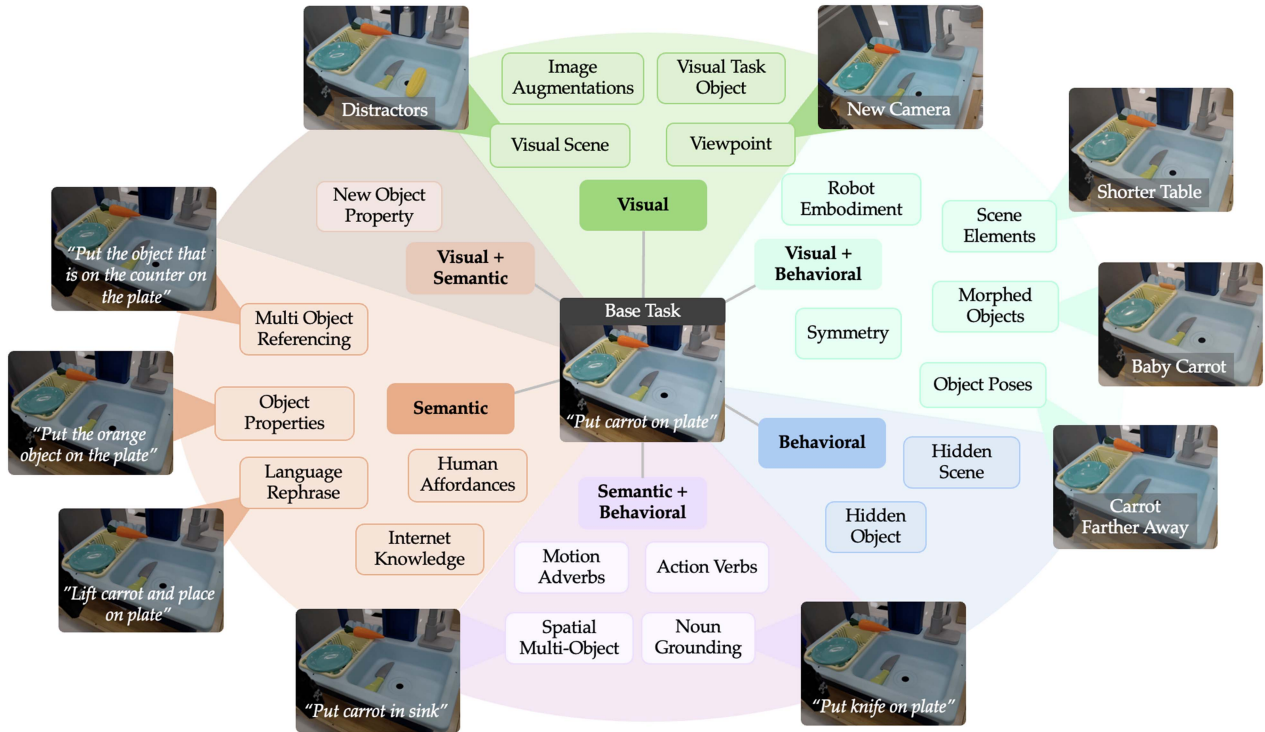 Distractors
Image
Augmentations
Visual Task
Object
Visual Scene
Viewpoint
New Camera
Visual
New Object
Property
Visual +
Semantic
Robot
Embodiment
Visual +
Behavioral
Scene
Elements
Shorter Table
Morphed
Objects
Baby Carrot
Symmetry
Object Poses
Carrot
Farther Away
Base Task
"Put carrot on plate"
"Put the object that
is on the counter on
the plate"
Multi Object
Referencing
Semantic
Object
Properties
"Put the orange
object on the plate"
Language
Rephrase
Human
Affordances
Internet
Knowledge
"Lift carrot and place
on plate"
Behavioral
Hidden
Scene
Hidden
Object
Semantic +
Behavioral
Motion
Adverbs
Action Verbs
Spatial
Multi-Object
Noun
Grounding
"Put carrot in sink"
"Put knife on plate"